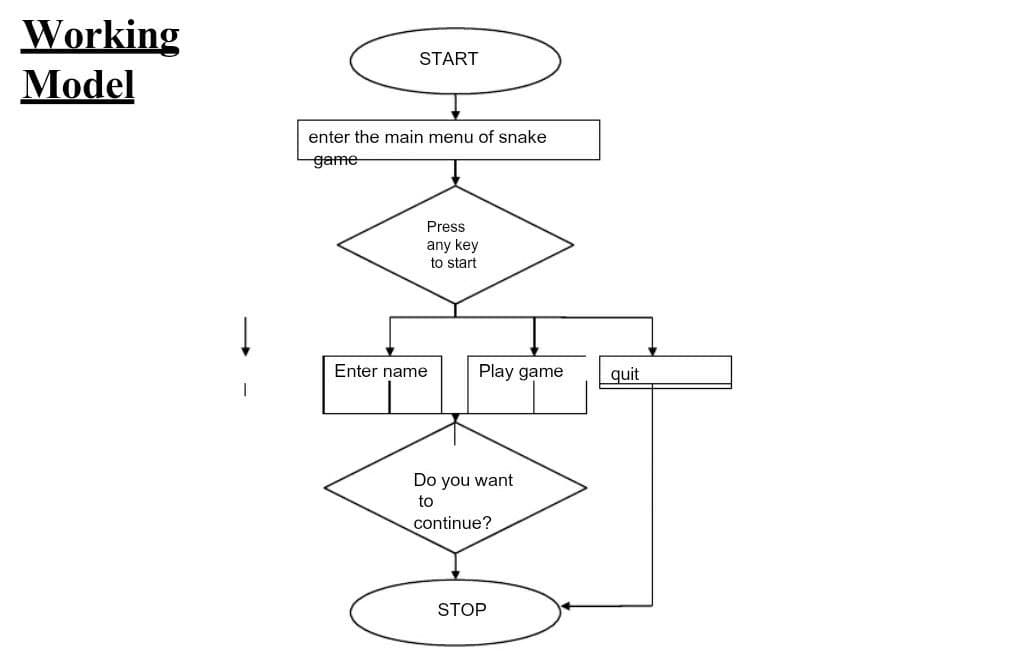 Working
Model
START
enter the main menu of snake
game
Press
any key
to start
Enter name
Play game
quit
Do you want
to
continue?
STOP